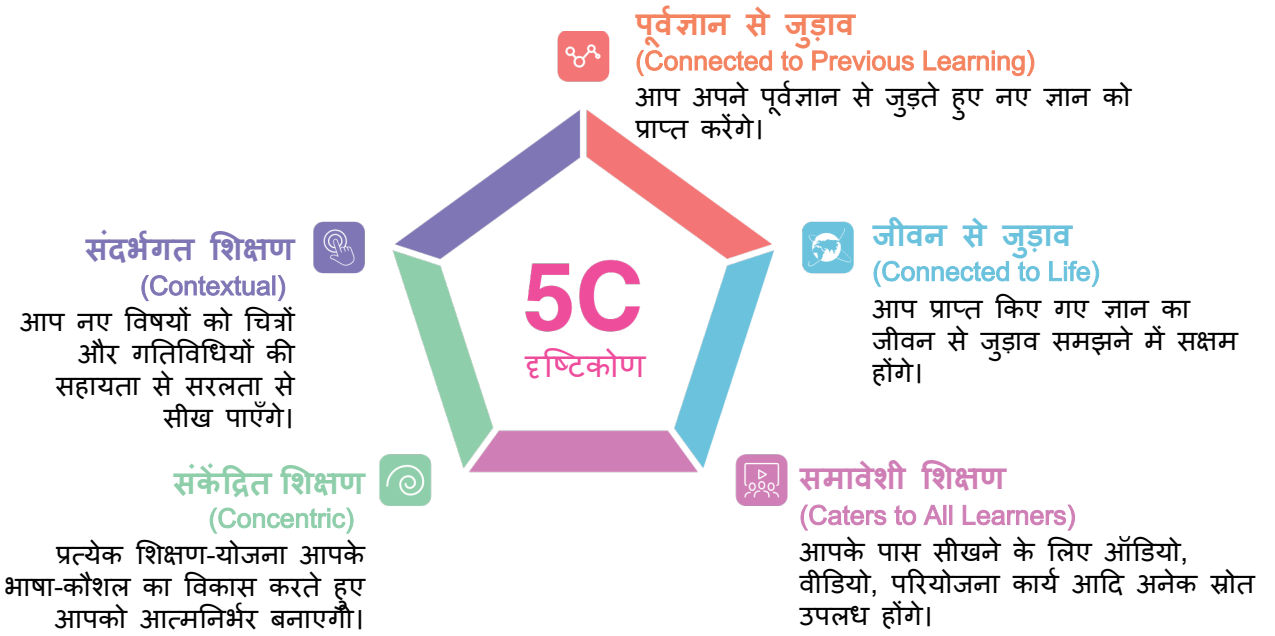 पूर्वज्ञान से जुड़ाव
(Connected to Previous Learning)
आप अपने पूर्वज्ञान से जुड़ते हुए नए ज्ञान को
प्राप्त करेंगे।
जीवन से जुड़ाव
(Connected to Life)
आप प्राप्त किए गए ज्ञान का
जीवन से जुड़ाव समझने में सक्षम
होंगे।
समावेशी शिक्षण
(Caters to All Learners)
आपके पास सीखने के लिए ऑडियो,
वीडियो, परियोजना कार्य आदि अनेक स्रोत
उपलध होंगे।
संकेंद्रित शिक्षण
(Concentric)
प्रत्येक शिक्षण-योजना आपके
भाषा-कौशल का विकास करते हुए
आपको आत्मनिर्भर बनाएगी।
संदर्भगत शिक्षण
(Contextual)
आप नए विषयों को चित्रों
और गतिविधियों की
सहायता से सरलता से
सीख पाएँगे।
5C
दृष्टिकोण